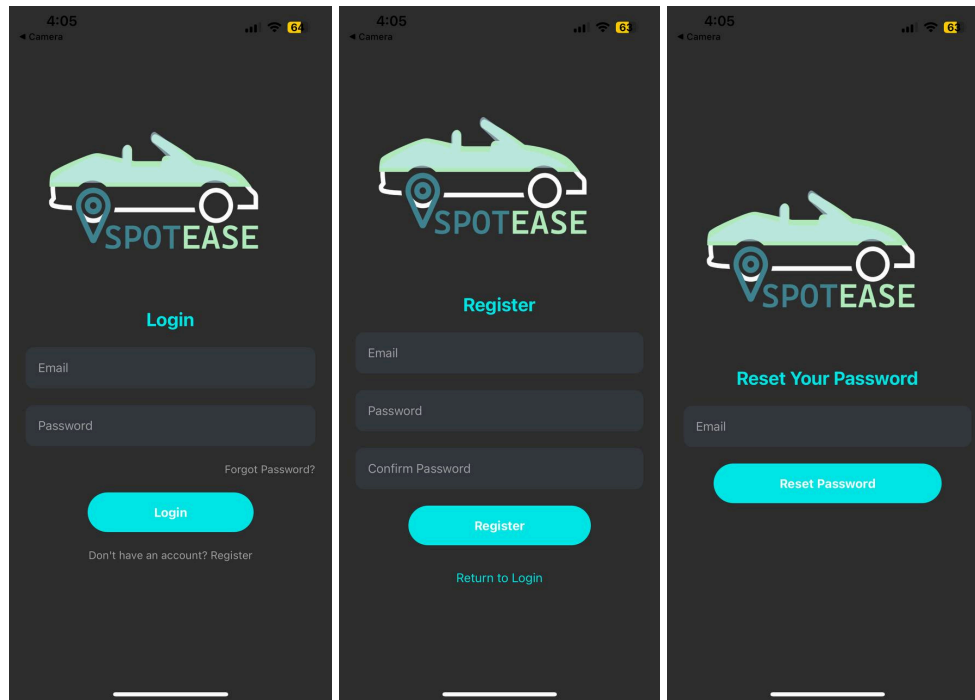 4:05
◀ Camera
64
SPOTEASE
Login
Email
Password
Forgot Password?
Login
Don't have an account? Register
4:05
◀ Camera
SPOTEASE
Register
Email
Password
Confirm Password
Register
Return to Login
4:05
◀ Camera
SPOTEASE
Reset Your Password
Email
Reset Password